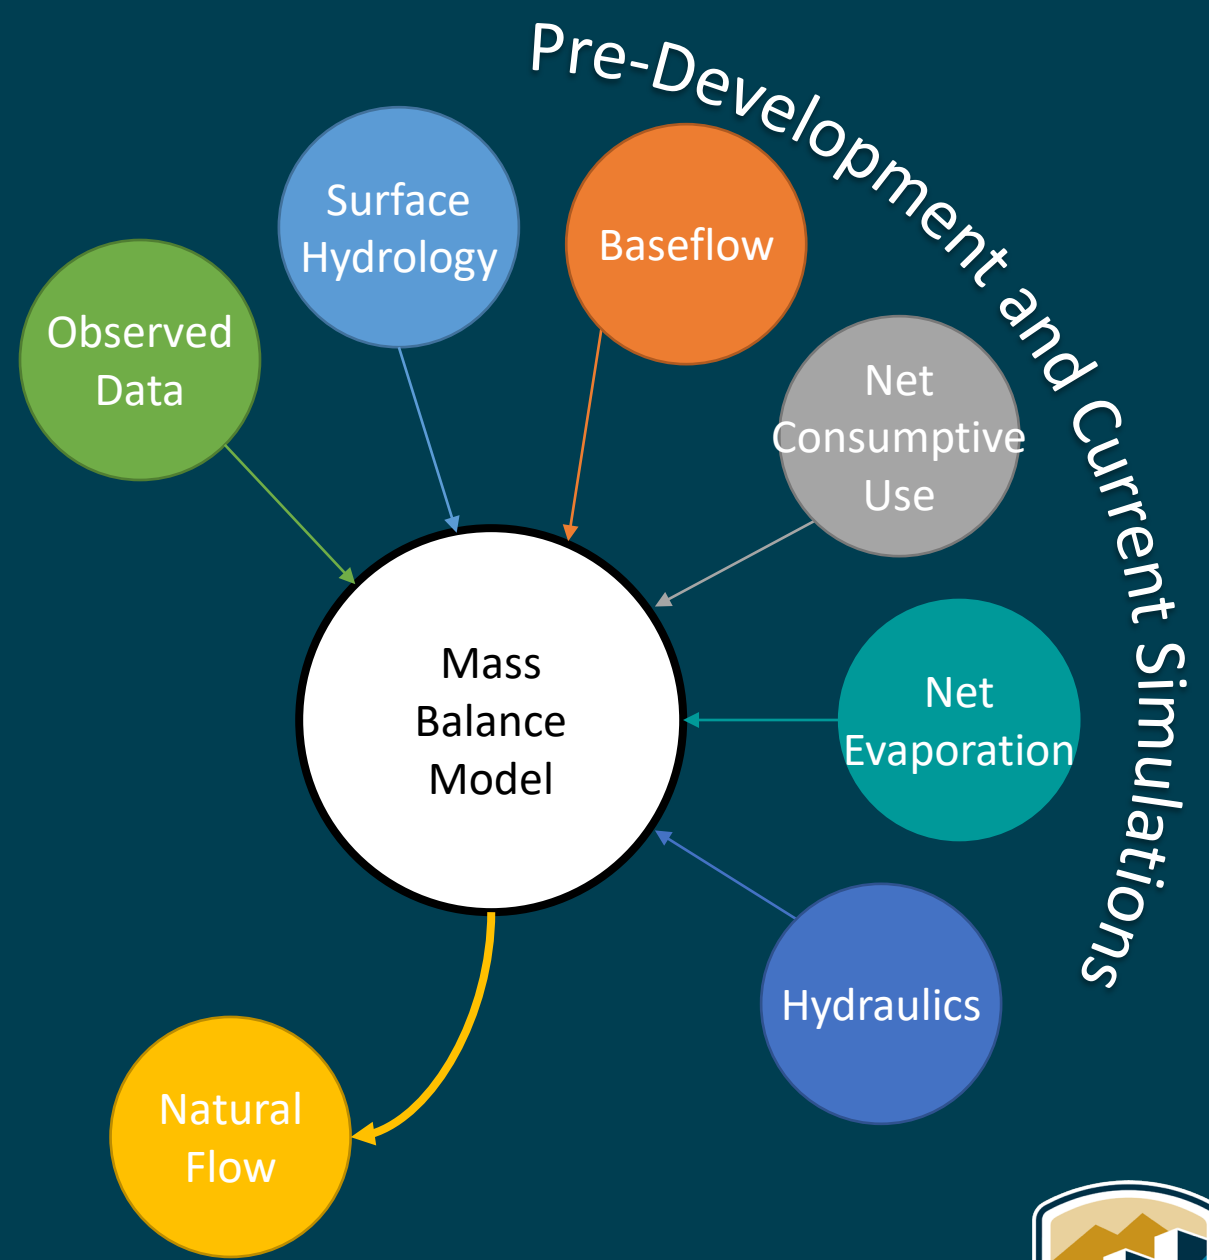 Pre-Development and Current Simulations
Surface
Hydrology
Baseflow
Observed
Data
Net
Consumptive
Use
Mass
Balance
Model
Net
Evaporation
Hydraulics
Natural
Flow